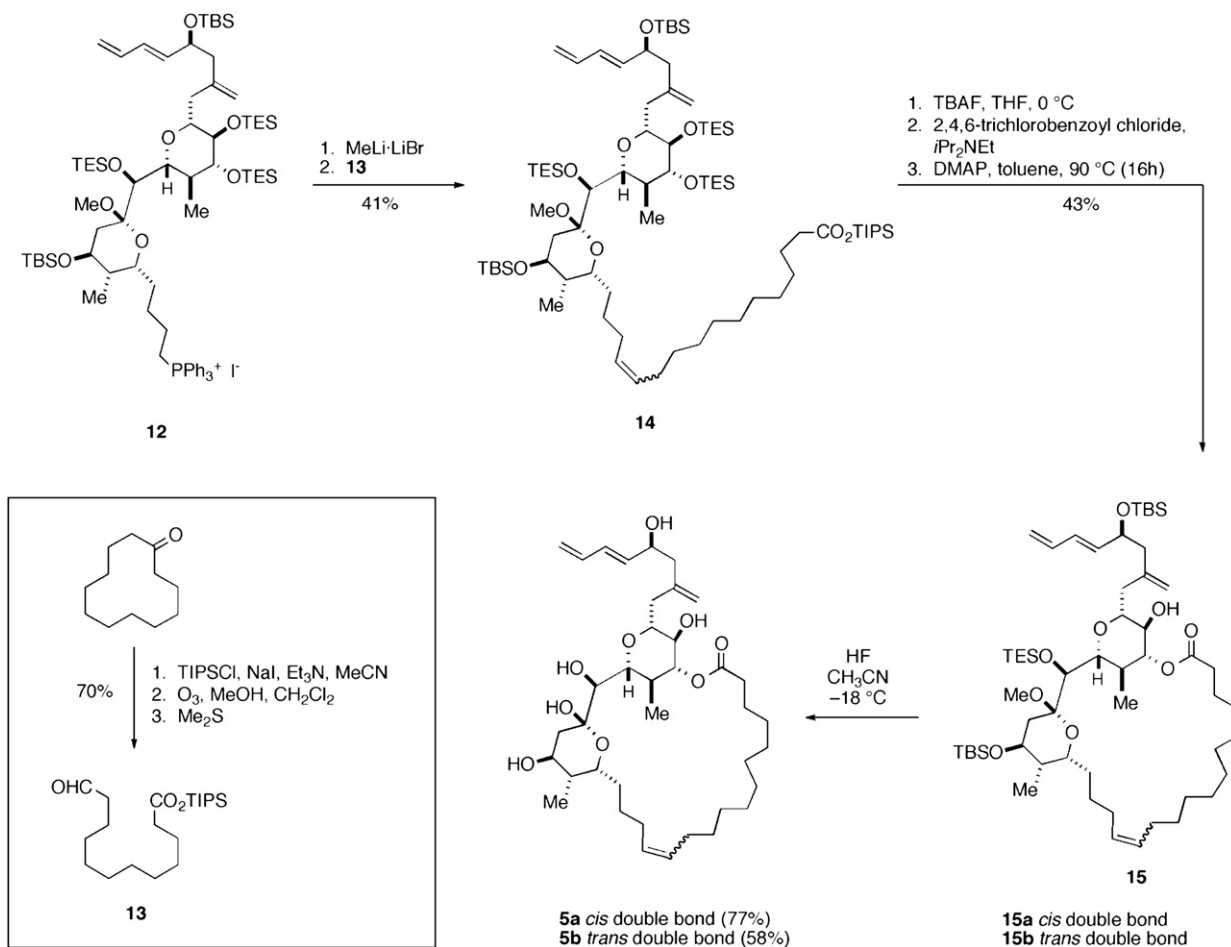 OTBS
OTES
TESO
OTES
H
MeO
Me
O
O
TBSO
Me
PPh3+ I-
12
1. MeLi·LiBr
2. 13
41%
OTBS
OTES
TESO
OTES
H
MeO
Me
O
O
TBSO
Me
CO2TIPS
14
1. TBAF, THF, 0 °C
2. 2,4,6-trichlorobenzoyl chloride,
iPr2NEt
3. DMAP, toluene, 90 °C (16h)
43%
O
70%
1. TIPSCl, NaI, Et3N, MeCN
2. O3, MeOH, CH2Cl2
3. Me2S
OHC
CO2TIPS
13
OH
OH
O
O
HO
H
O
HO
Me
O
HO
Me
5a cis double bond (77%)
5b trans double bond (58%)
HF
CH3CN
–18 °C
OTBS
OH
O
O
TESO
H
O
MeO
Me
O
TBSO
Me
15
15a cis double bond
15b trans double bond